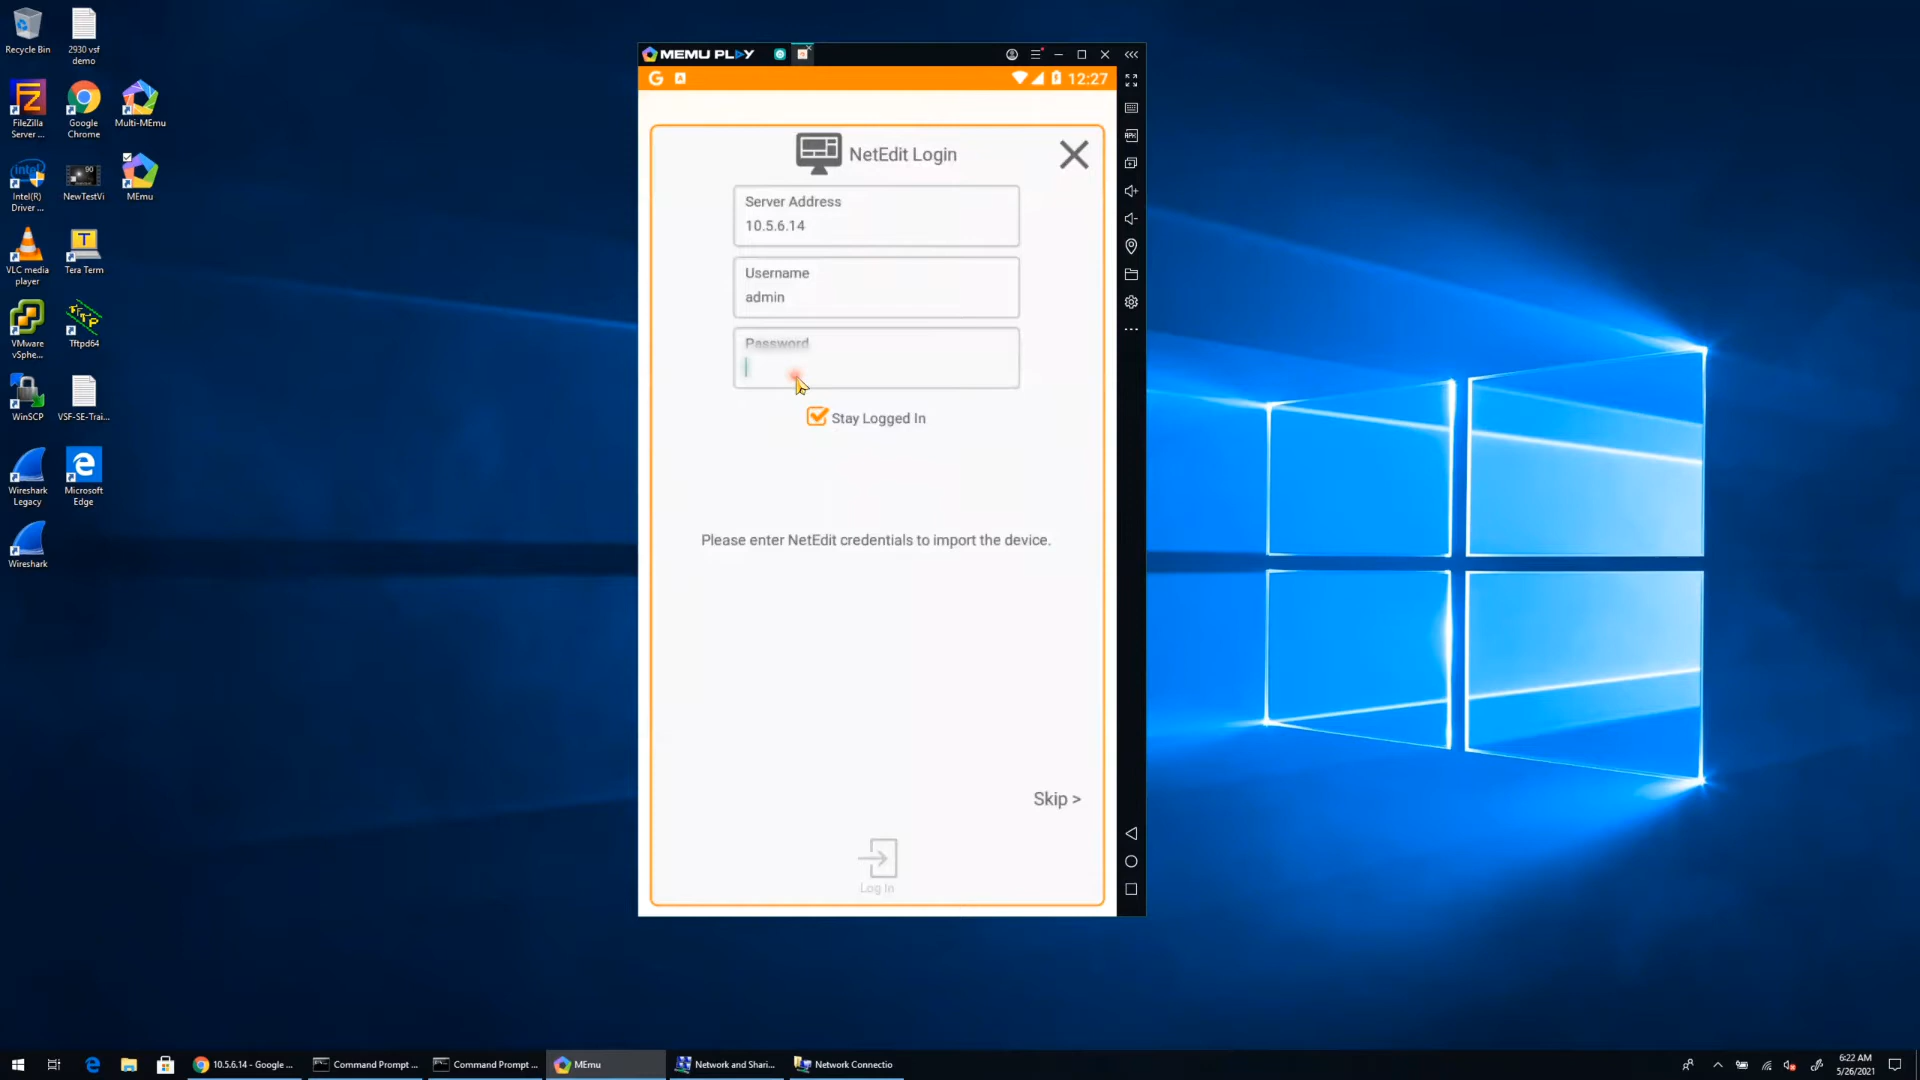 Recycle Bin
2930 vsf
demo
FileZilla
Server ...
Google
Chrome
Multi-MEmu
Intel(R)
Driver ...
NewTestVi
MEmu
VLC media
player
Tera Term
VMware
vSphe...
Tftpd64
WinSCP
VSF-SE-Trai...
Wireshark
Legacy
Microsoft
Edge
Wireshark
MEMU PLAY
12:27
NetEdit Login
Server Address
10.5.6.14
Username
admin
Password
Stay Logged In
Please enter NetEdit credentials to import the device.
Skip >
Log In
10.5.6.14 - Google ...
Command Prompt ...
Command Prompt ...
MEmu
Network and Shari...
Network Connectio
6:22 AM
5/26/2021